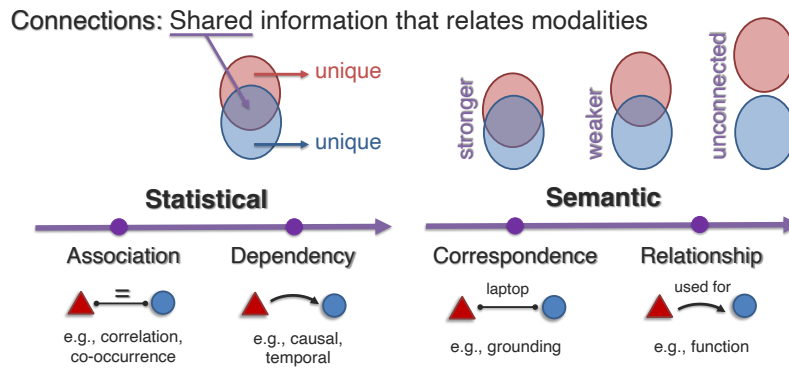 Connections: Shared information that relates modalities
unique
unique
stronger
weaker
unconnected
Statistical
Semantic
Association
Dependency
Correspondence
Relationship
=
laptop
used for
e.g., correlation,
co-occurrence
e.g., causal,
temporal
e.g., grounding
e.g., function